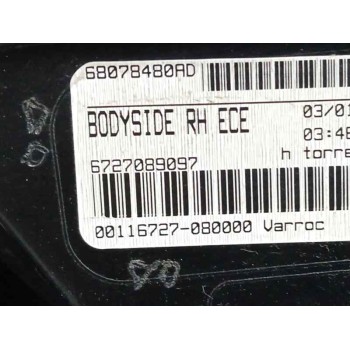 68078480AD
BODYSIDE RH ECE 03/01
6727089097 03:48
h torre
00116727-080000 Varroc